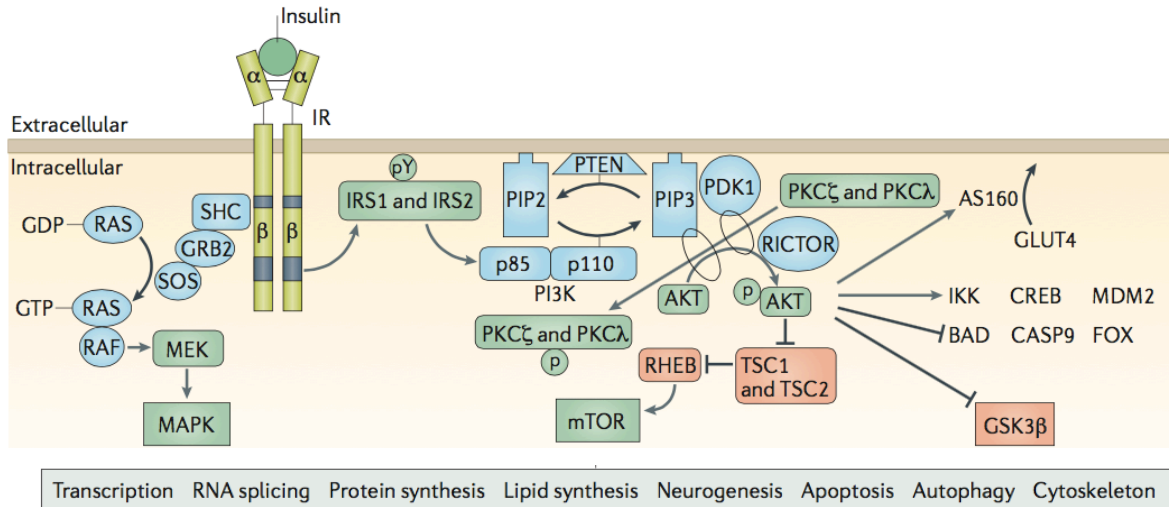 Insulin
α α
IR
Extracellular
Intracellular
pY
PTEN
IRS1 and IRS2
PIP2
PIP3
PDK1
PKCζ and PKCλ
AS160
GLUT4
SHC
GDP
RAS
GRB2
β β
SOS
RICTOR
p85
p110
PI3K
AKT
p
AKT
IKK CREB MDM2
GTP
RAS
RAF
MEK
PKCζ and PKCλ
p
BAD CASP9 FOX
RHEB
TSC1
and TSC2
MAPK
mTOR
GSK3β
Transcription RNA splicing Protein synthesis Lipid synthesis Neurogenesis Apoptosis Autophagy Cytoskeleton